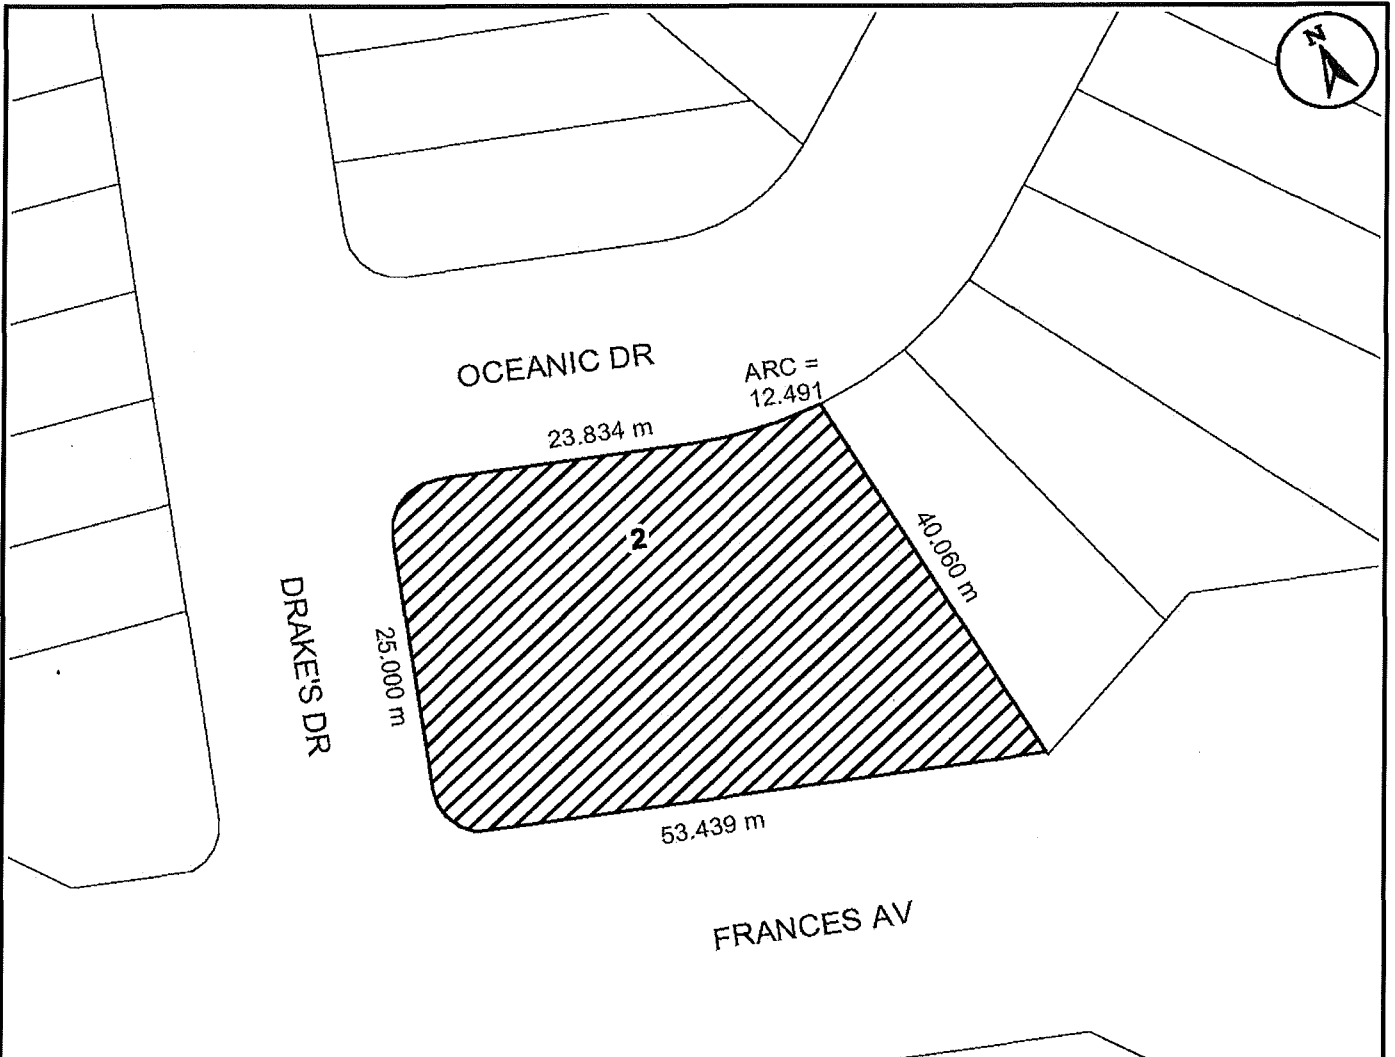 N
OCEANIC DR
ARC =
12.491
23.834 m
2
40.060 m
DRAKE'S DR
25.000 m
53.439 m
FRANCES AV